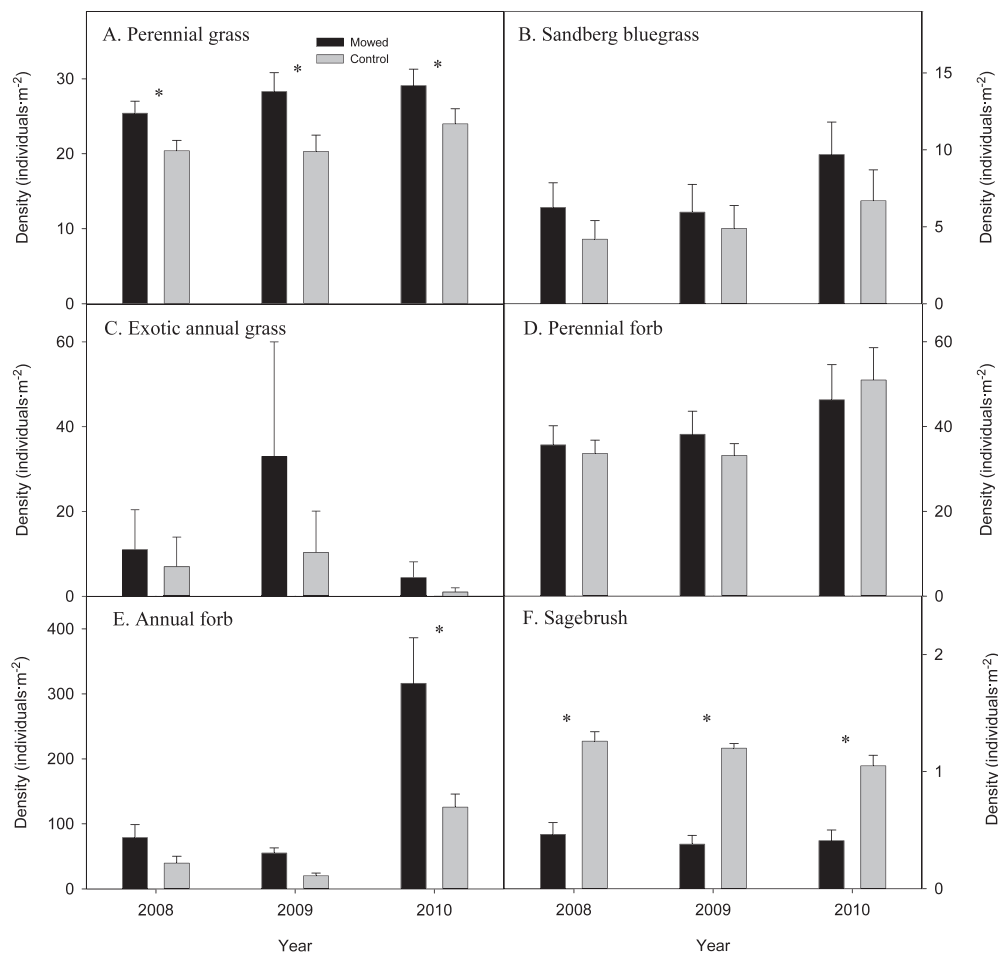 A. Perennial grass
Mowed
Control
*
*
*
30
20
10
0
Density (individuals·m-2)
B. Sandberg bluegrass
15
10
5
0
Density (individuals·m-2)
C. Exotic annual grass
60
40
20
0
Density (individuals·m-2)
D. Perennial forb
60
40
20
0
Density (individuals·m-2)
E. Annual forb
*
400
300
200
100
0
Density (individuals·m-2)
2008 2009 2010
Year
F. Sagebrush
*
*
*
2
1
0
Density (individuals·m-2)
2008 2009 2010
Year